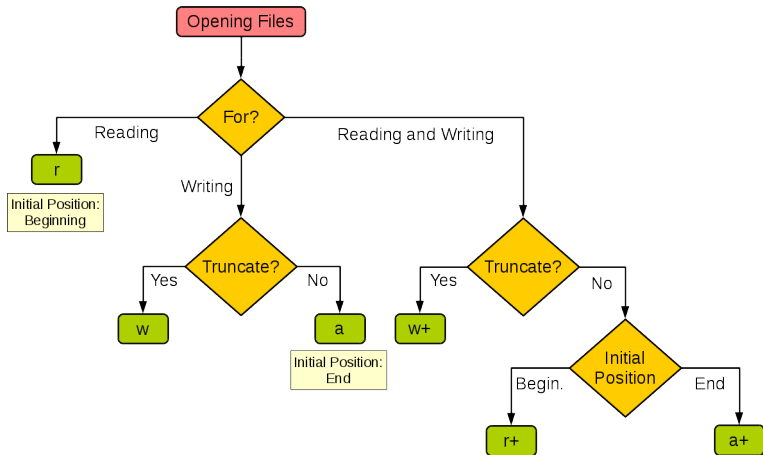 Opening Files
For?
Reading
Reading and Writing
r
Writing
Initial Position:
Beginning
Truncate?
Truncate?
Yes
No
Yes
No
w
a
w+
Initial Position:
End
Initial
Position
Begin.
End
r+
a+